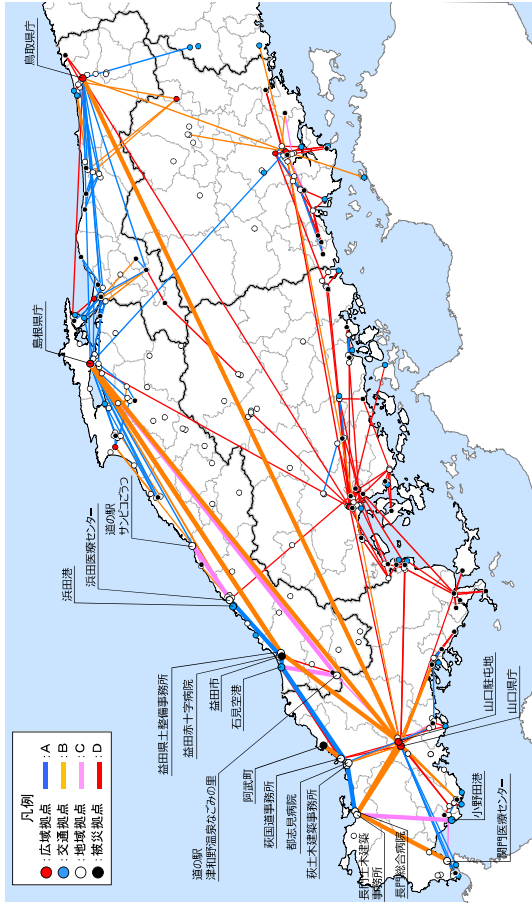 鳥取県庁
島根県庁
道の駅
サンピコごうつ
浜田医療センター
浜田港
益田県土整備事務所
益田赤十字病院
益田市
石見空港
道の駅
津和野温泉なごみの里
阿武町
萩国道事務所
都志見病院
萩土木建築事務所
長門土木建築
事務所
長門総合病院
山口駐屯地
山口県庁
小野田港
関門医療センター
凡例
：広域拠点
：交通拠点
：地域拠点
：被災拠点
：A
：B
：C
：D